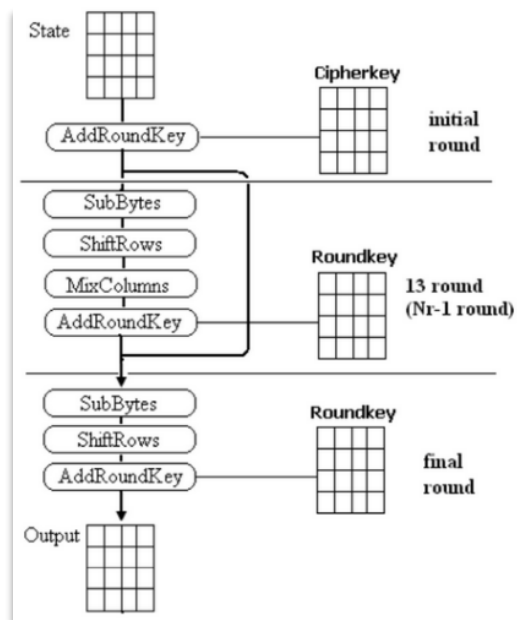 State
Cipherkey
AddRoundKey
initial
round
SubBytes
ShiftRows
MixColumns
AddRoundKey
Roundkey
13 round
(Nr-1 round)
SubBytes
ShiftRows
AddRoundKey
Roundkey
final
round
Output